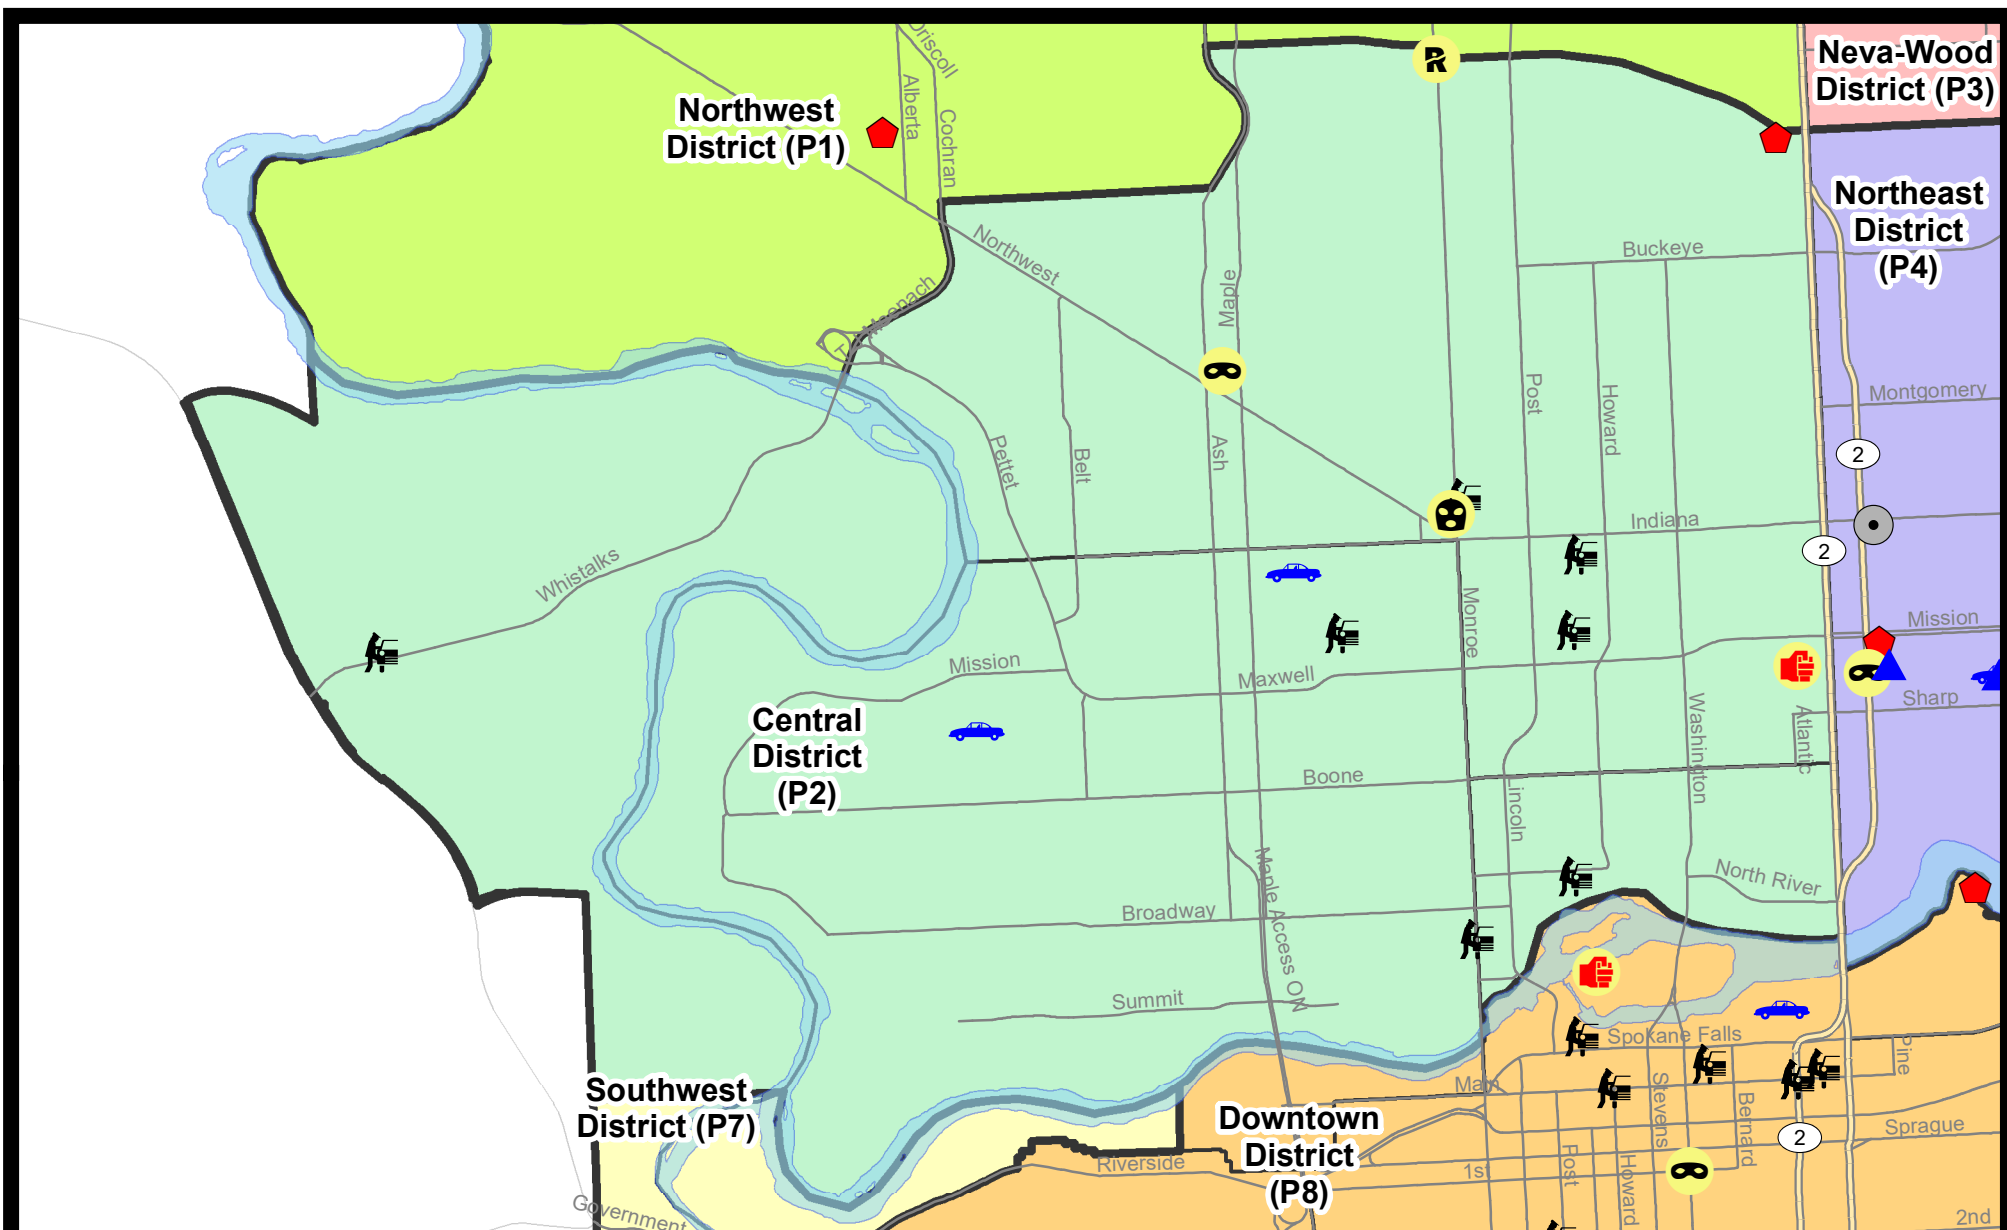 Neva-Wood
District (P3)
Driscoll
Alberta
Cochran
Northwest
District (P1)
Northeast
District
(P4)
Buckeye
Northwest
Maple
Post
Howard
Montgomery
Ash
Pettet
Belt
2
Indiana
2
Whistalks
Monroe
Mission
Mission
Maxwell
Sharp
Central
District
(P2)
Washington
Atlantic
Boone
Lincoln
North River
Broadway
Maple Access ON
Summit
Spokane Falls
Pine
Southwest
District (P7)
Main
Stevens
Bernard
Downtown
District
(P8)
2
Sprague
Riverside
1st
Post
Howard
Government
2nd